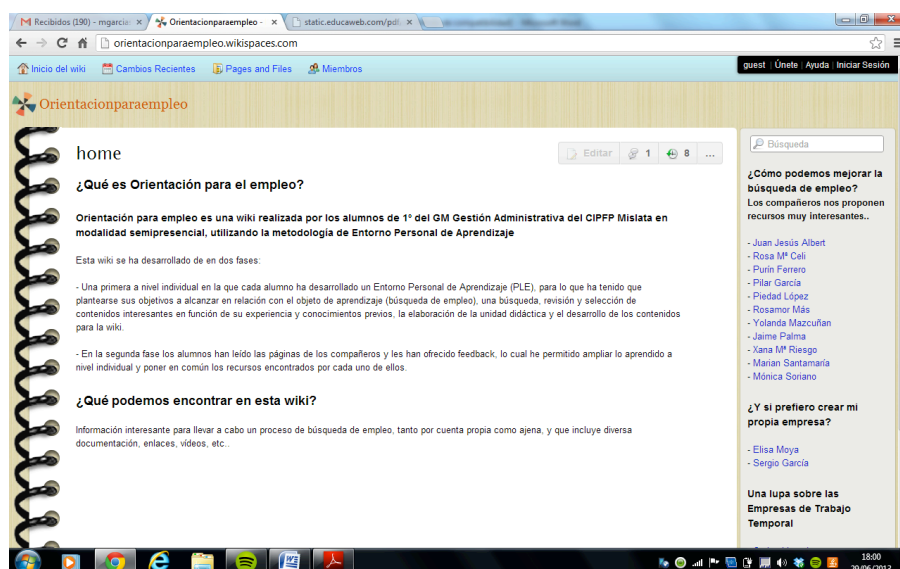 Recibidos (190) - mgarcia
Orientacionparaempleo -
static.educaweb.com/pdf
orientacionparaempleo.wikispaces.com
Inicio del wiki Cambios Recientes Pages and Files Miembros
guest | Únete | Ayuda | Iniciar Sesión
Orientacionparaempleo
home
Editar 1 8 ...
¿Qué es Orientación para el empleo?
Orientación para empleo es una wiki realizada por los alumnos de 1º del GM Gestión Administrativa del CIPFP Mislata en
modalidad semipresencial, utilizando la metodología de Entorno Personal de Aprendizaje
Esta wiki se ha desarrollado de en dos fases:
- Una primera a nivel individual en la que cada alumno ha desarrollado un Entorno Personal de Aprendizaje (PLE), para lo que ha tenido que
plantearse sus objetivos a alcanzar en relación con el objeto de aprendizaje (búsqueda de empleo), una búsqueda, revisión y selección de
contenidos interesantes en función de su experiencia y conocimientos previos, la elaboración de la unidad didáctica y el desarrollo de los contenidos
para la wiki.
- En la segunda fase los alumnos han leído las páginas de los compañeros y les han ofrecido feedback, lo cual he permitido ampliar lo aprendido a
nivel individual y poner en común los recursos encontrados por cada uno de ellos.
¿Qué podemos encontrar en esta wiki?
Información interesante para llevar a cabo un proceso de búsqueda de empleo, tanto por cuenta propia como ajena, y que incluye diversa
documentación, enlaces, vídeos, etc..
Búsqueda
¿Cómo podemos mejorar la
búsqueda de empleo?
Los compañeros nos proponen
recursos muy interesantes..
- Juan Jesús Albert
- Rosa Mª Celi
- Purín Ferrero
- Pilar García
- Piedad López
- Rosamor Más
- Yolanda Mazcuñan
- Jaime Palma
- Xana Mª Riesgo
- Marian Santamaría
- Mónica Soriano
¿Y si prefiero crear mi
propia empresa?
- Elisa Moya
- Sergio García
Una lupa sobre las
Empresas de Trabajo
Temporal
18:00
29/06/2013